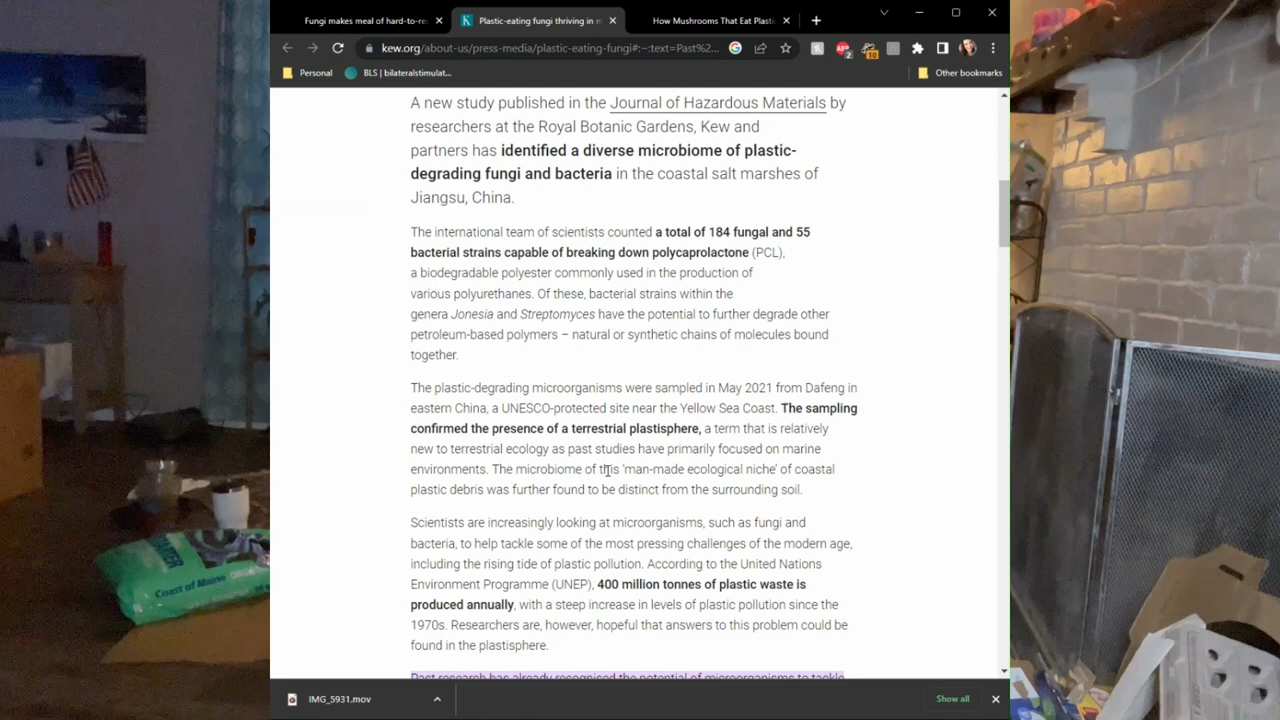 Fungi makes meal of hard-to-re
Plastic-eating fungi thriving in m
How Mushrooms That Eat Plasti
kew.org/about-us/press-media/plastic-eating-fungi#:~:text=Past%2...
Personal
BLS | bilateralstimulat...
Other bookmarks
A new study published in the Journal of Hazardous Materials by
researchers at the Royal Botanic Gardens, Kew and
partners has identified a diverse microbiome of plastic-
degrading fungi and bacteria in the coastal salt marshes of
Jiangsu, China.
The international team of scientists counted a total of 184 fungal and 55
bacterial strains capable of breaking down polycaprolactone (PCL),
a biodegradable polyester commonly used in the production of
various polyurethanes. Of these, bacterial strains within the
genera Jonesia and Streptomyces have the potential to further degrade other
petroleum-based polymers – natural or synthetic chains of molecules bound
together.
The plastic-degrading microorganisms were sampled in May 2021 from Dafeng in
eastern China, a UNESCO-protected site near the Yellow Sea Coast. The sampling
confirmed the presence of a terrestrial plastisphere, a term that is relatively
new to terrestrial ecology as past studies have primarily focused on marine
environments. The microbiome of this ‘man-made ecological niche’ of coastal
plastic debris was further found to be distinct from the surrounding soil.
Scientists are increasingly looking at microorganisms, such as fungi and
bacteria, to help tackle some of the most pressing challenges of the modern age,
including the rising tide of plastic pollution. According to the United Nations
Environment Programme (UNEP), 400 million tonnes of plastic waste is
produced annually, with a steep increase in levels of plastic pollution since the
1970s. Researchers are, however, hopeful that answers to this problem could be
found in the plastisphere.
Past research has already recognised the potential of microorganisms to tackle
IMG_5931.mov
Show all
Coast of Maine